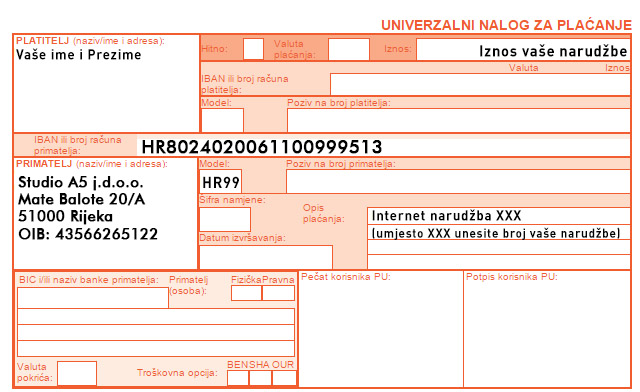 UNIVERZALNI NALOG ZA PLAĆANJE
PLATITELJ (naziv/ime i adresa):
Vaše ime i Prezime
Hitno:
Valuta plaćanja:
Iznos:
Iznos vaše narudžbe
IBAN ili broj računa platitelja:
Valuta
Iznos
Model:
Poziv na broj platitelja:
IBAN ili broj računa primatelja:
HR8024020061100999513
PRIMATELJ (naziv/ime i adresa):
Studio A5 j.d.o.o.
Mate Balote 20/A
51000 Rijeka
OIB: 43566265122
Model:
HR99
Poziv na broj primatelja:
Šifra namjene:
Opis plaćanja:
Internet narudžba XXX
(umjesto XXX unesite broj vaše narudžbe)
Datum izvršavanja:
BIC i/ili naziv banke primatelja:
Primatelj (osoba):
Fizička
Pravna
Pečat korisnika PU:
Potpis korisnika PU:
Valuta pokrića:
Troškovna opcija:
BEN
SHA
OUR